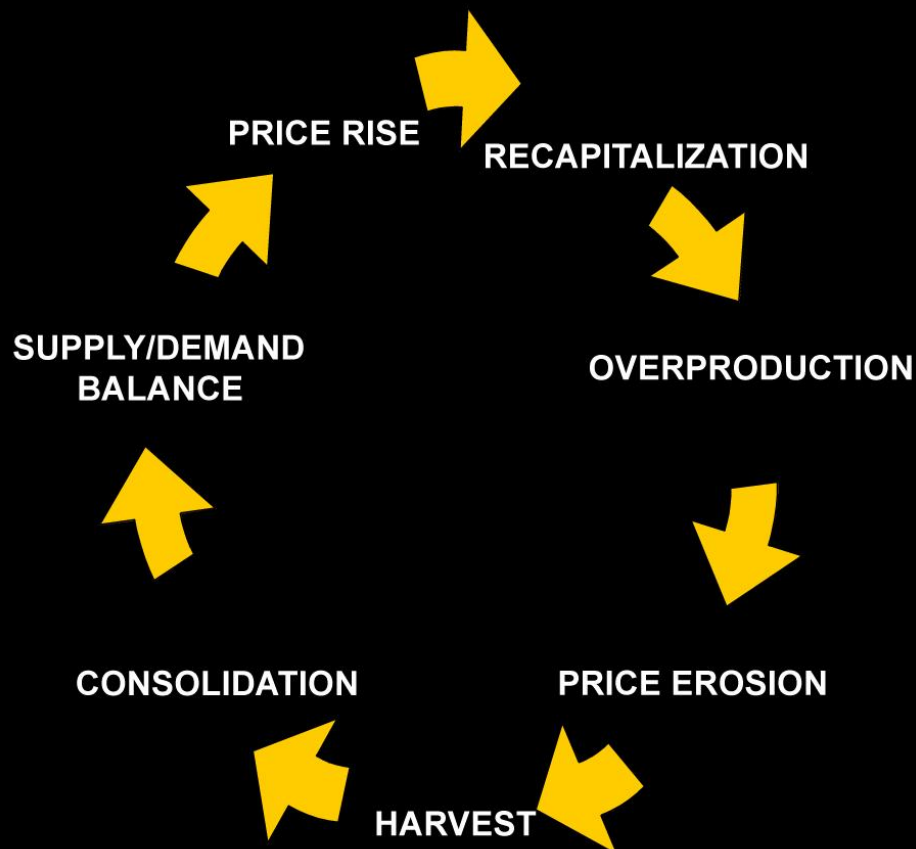 PRICE RISE
RECAPITALIZATION
SUPPLY/DEMAND
BALANCE
OVERPRODUCTION
CONSOLIDATION
PRICE EROSION
HARVEST